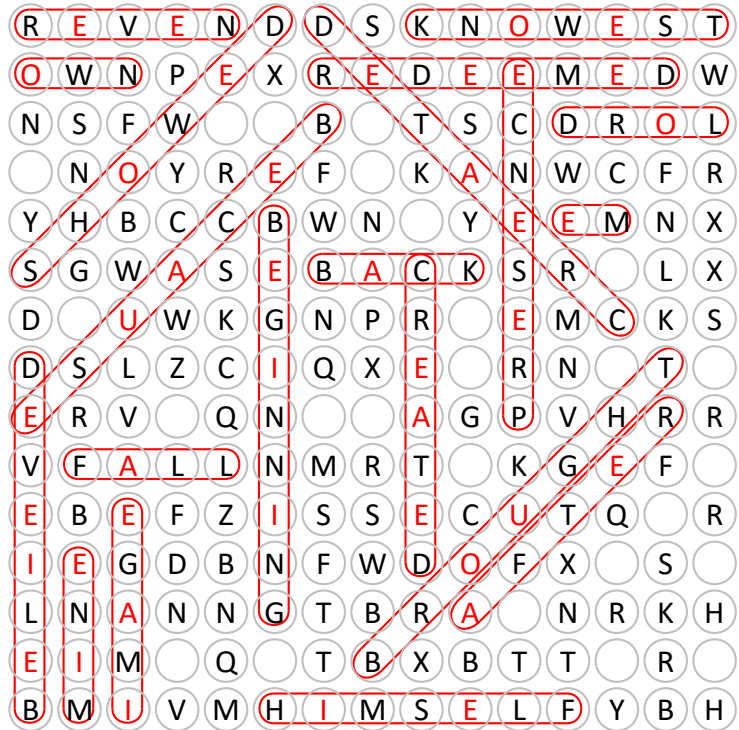 R E V E N D D S K N O W E S T
O W N P E X R E D E E M E D W
N S F W B T S C D R O L
N O Y R E F K A N W C F R
Y H B C C B W N Y E E M N X
S G W A S E B A C K S R L X
D U W K G N P R E M C K S
D S L Z C I Q X E R N T
E R V Q N A G P V H R R
V F A L L N M R T K G E F
E B E F Z I S S E C U T Q R
I E G D B N F W D O F X S
L N A N N G T B R A N R K H
E I M Q T B X B T T R
B M I V M H I M S E L F Y B H